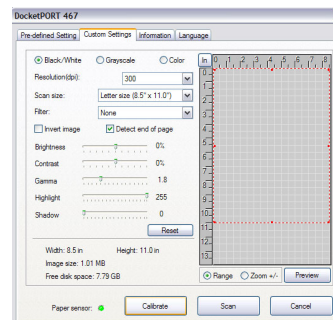 DocketPORT 467
Pre-defined Setting Custom Settings Information Language
Black/White Grayscale Color In 0 1 2 3 4 5 6 7 8
Resolution(dpi): 300
Scan size: Letter size (8.5" x 11.0")
Filter: None
Invert image Detect end of page
Brightness 0%
Contrast 0%
Gamma 1.8
Highlight 255
Shadow 0
Reset
0
1
2
3
4
5
6
7
8
9
10
11
12
13
Width: 8.5 in Height: 11.0 in
Image size: 1.01 MB
Free disk space: 7.79 GB
Range Zoom +/- Preview
Paper sensor: Calibrate Scan Cancel